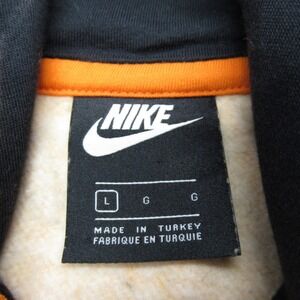 NIKE
L G G
MADE IN TURKEY
FABRIQUE EN TURQUIE